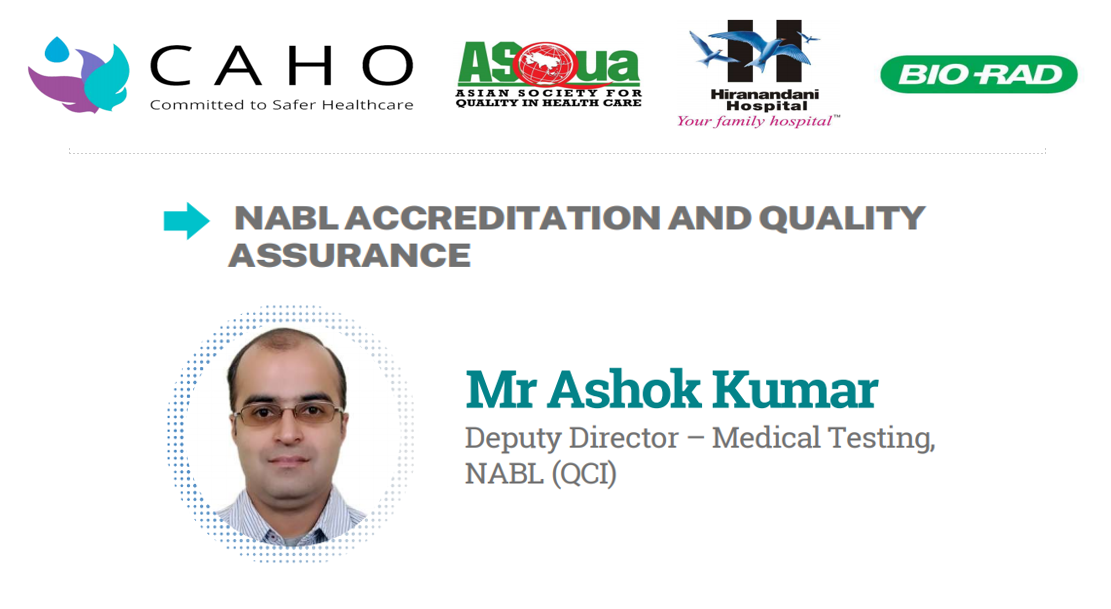 CAHO
Committed to Safer Healthcare
ASQua
ASIAN SOCIETY FOR
QUALITY IN HEALTH CARE
H
Hiranandani
Hospital
Your family hospital™
BIO-RAD
NABL ACCREDITATION AND QUALITY
ASSURANCE
Mr Ashok Kumar
Deputy Director – Medical Testing,
NABL (QCI)